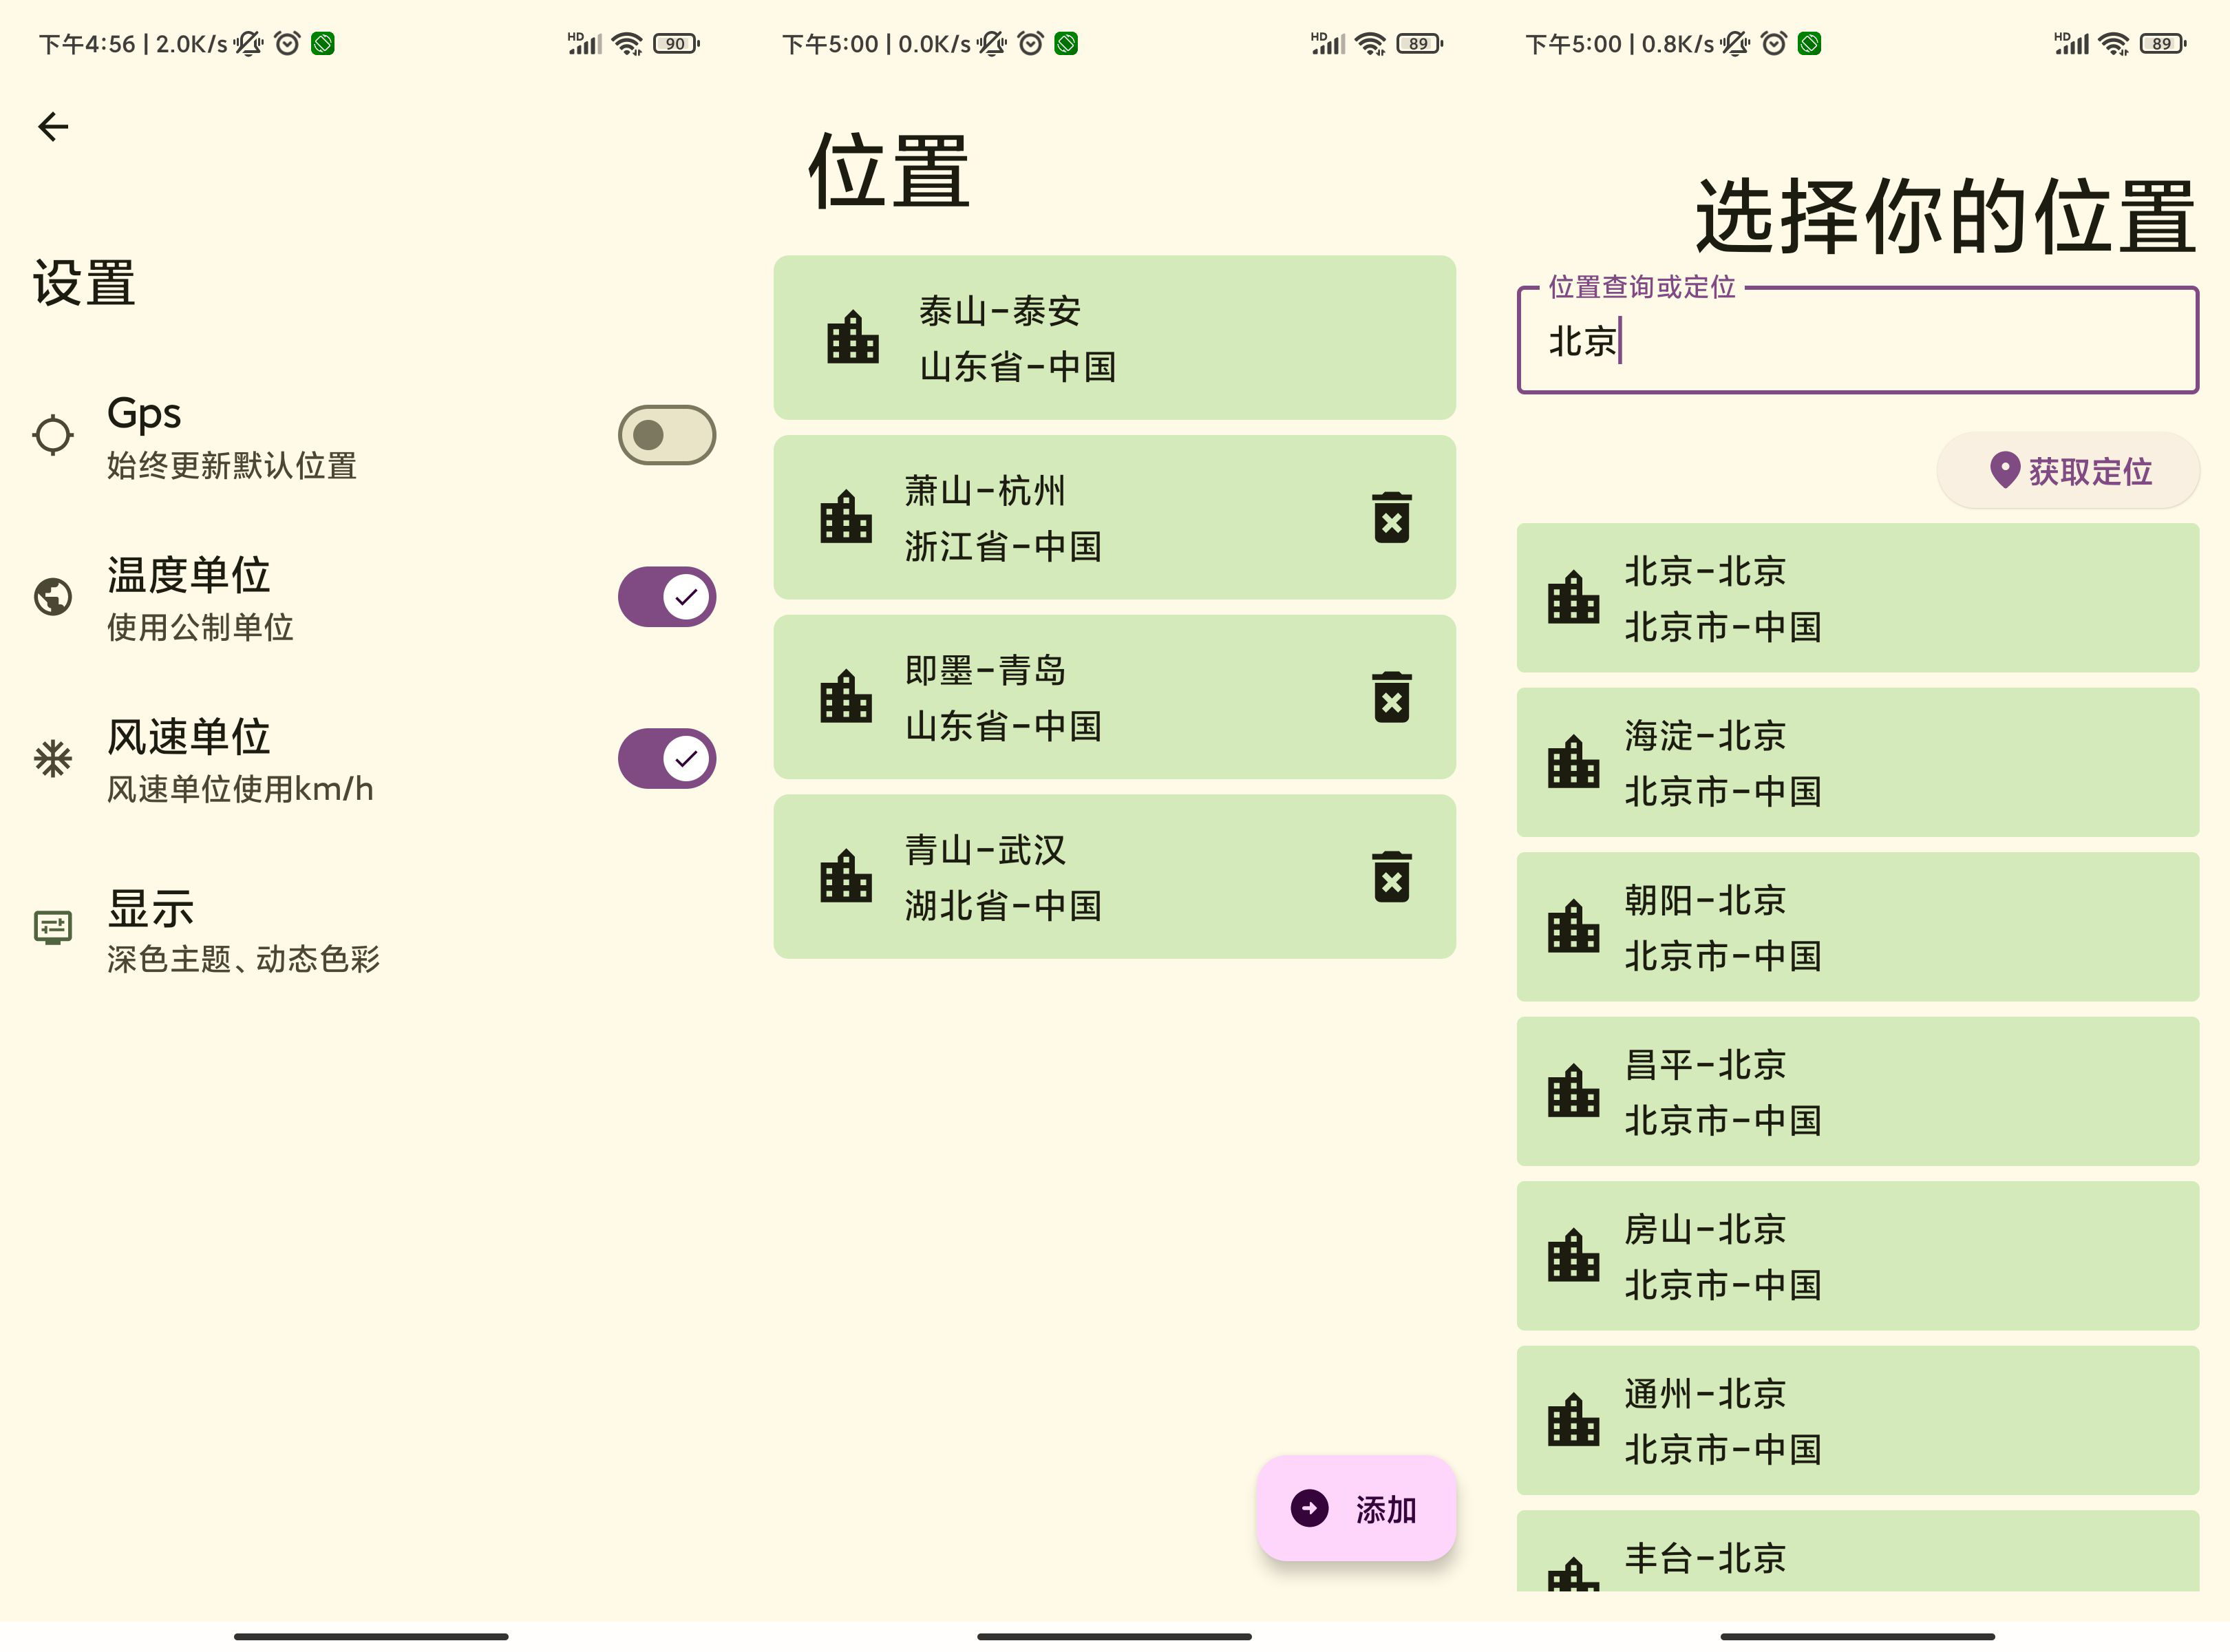 下午4:56 | 2.0K/s
HD
90
设置
Gps
始终更新默认位置
温度单位
使用公制单位
风速单位
风速单位使用km/h
显示
深色主题、动态色彩
下午5:00 | 0.0K/s
HD
89
位置
泰山-泰安
山东省-中国
萧山-杭州
浙江省-中国
即墨-青岛
山东省-中国
青山-武汉
湖北省-中国
添加
下午5:00 | 0.8K/s
HD
89
选择你的位置
位置查询或定位
北京
获取定位
北京-北京
北京市-中国
海淀-北京
北京市-中国
朝阳-北京
北京市-中国
昌平-北京
北京市-中国
房山-北京
北京市-中国
通州-北京
北京市-中国
丰台-北京